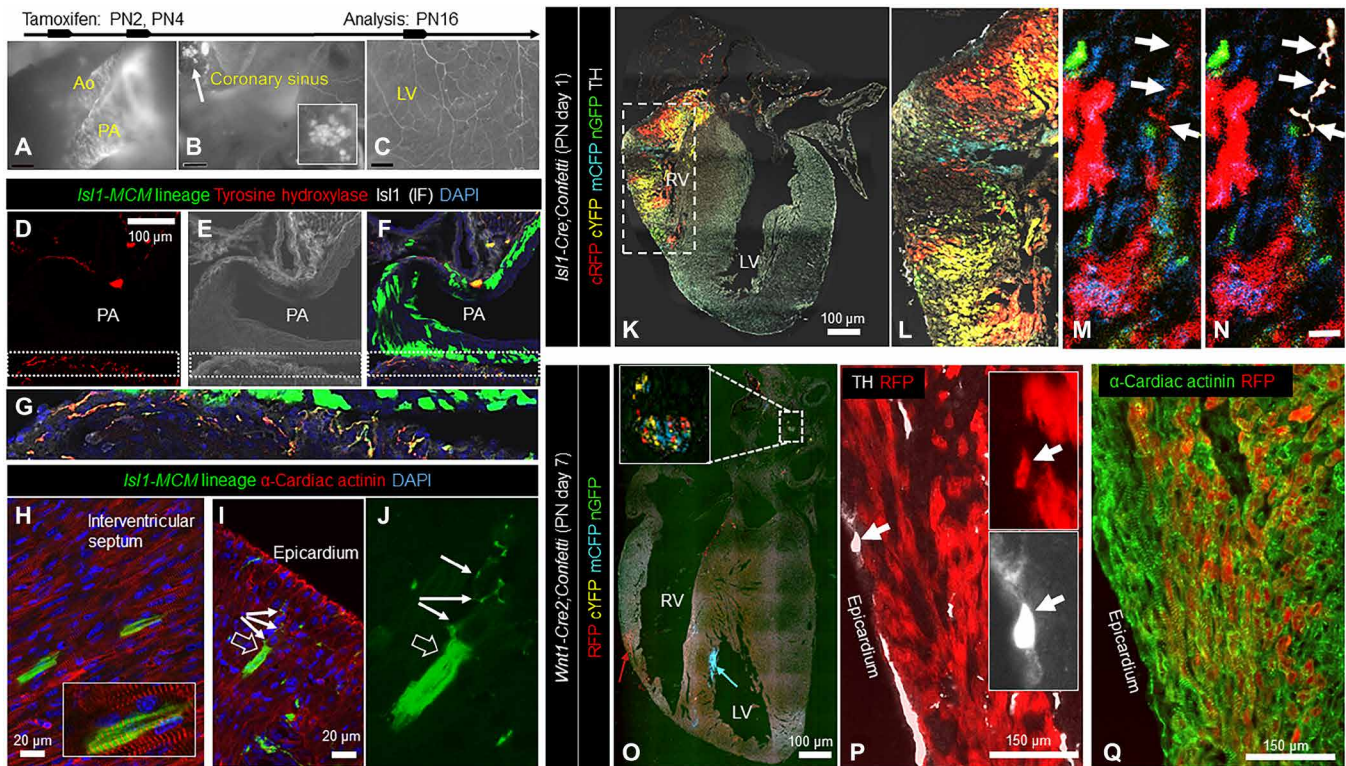 Tamoxifen: PN2, PN4
Analysis: PN16
Ao
PA
A
Coronary sinus
B
LV
C
Isl1-MCM lineage Tyrosine hydroxylase Isl1 (IF) DAPI
D
100 µm
PA
E
PA
F
PA
G
Isl1-MCM lineage α-Cardiac actinin DAPI
H
Interventricular
septum
20 µm
I
Epicardium
20 µm
J
Isl1-Cre;Confetti (PN day 1)
cRFP cYFP mCFP nGFP TH
RV
LV
K
100 µm
L
M
N
Wnt1-Cre2;Confetti (PN day 7)
RFP cYFP mCFP nGFP
RV
LV
O
100 µm
TH RFP
Epicardium
P
150 µm
α-Cardiac actinin RFP
Epicardium
Q
150 µm